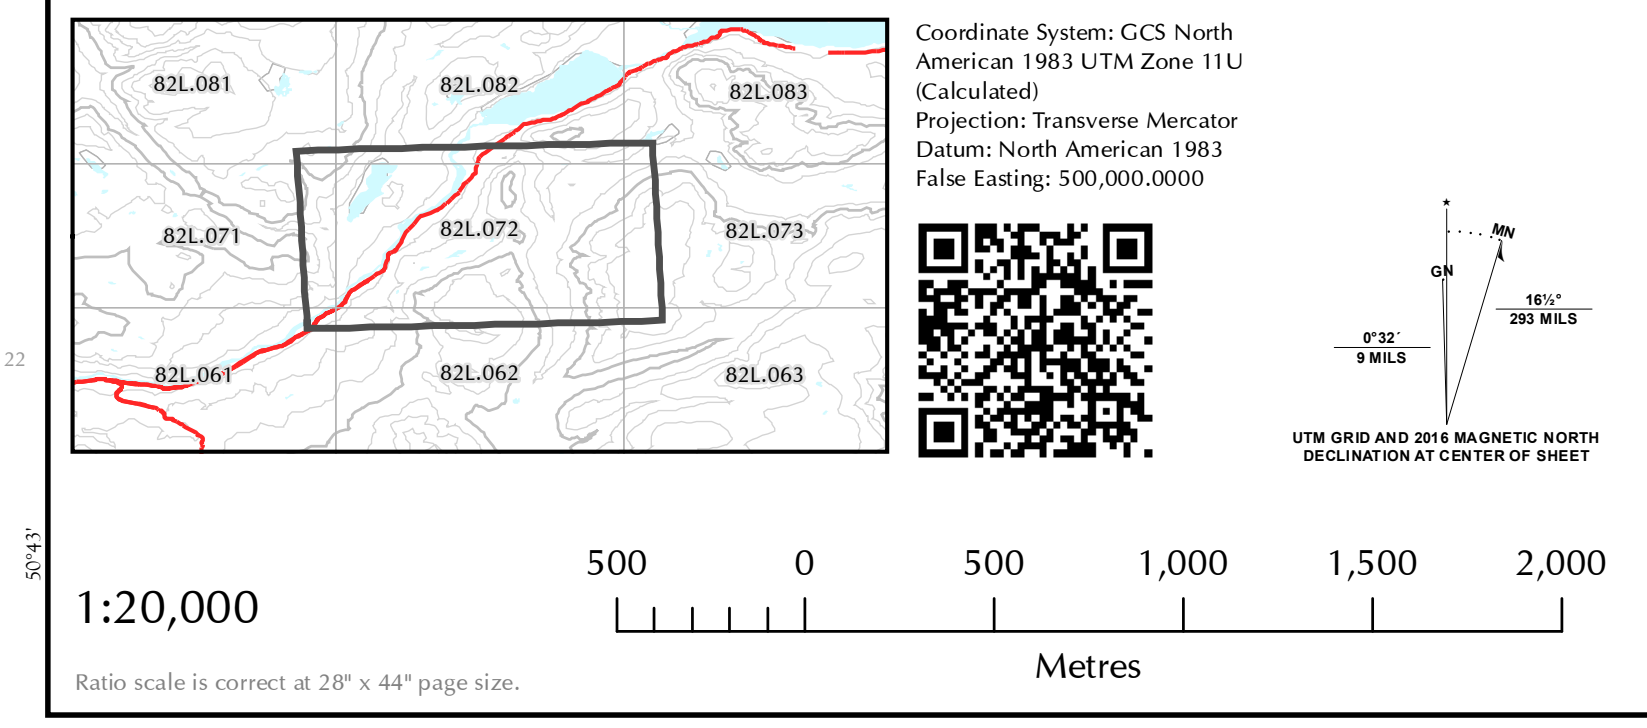 82L.081
82L.082
82L.083
82L.071
82L.072
82L.073
82L.061
82L.062
82L.063
Coordinate System: GCS North
American 1983 UTM Zone 11U
(Calculated)
Projection: Transverse Mercator
Datum: North American 1983
False Easting: 500,000.0000
MN
GN
16½°
293 MILS
0°32´
9 MILS
UTM GRID AND 2016 MAGNETIC NORTH
DECLINATION AT CENTER OF SHEET
22
50°43'
1:20,000
Ratio scale is correct at 28" x 44" page size.
500 0 500 1,000 1,500 2,000
Metres